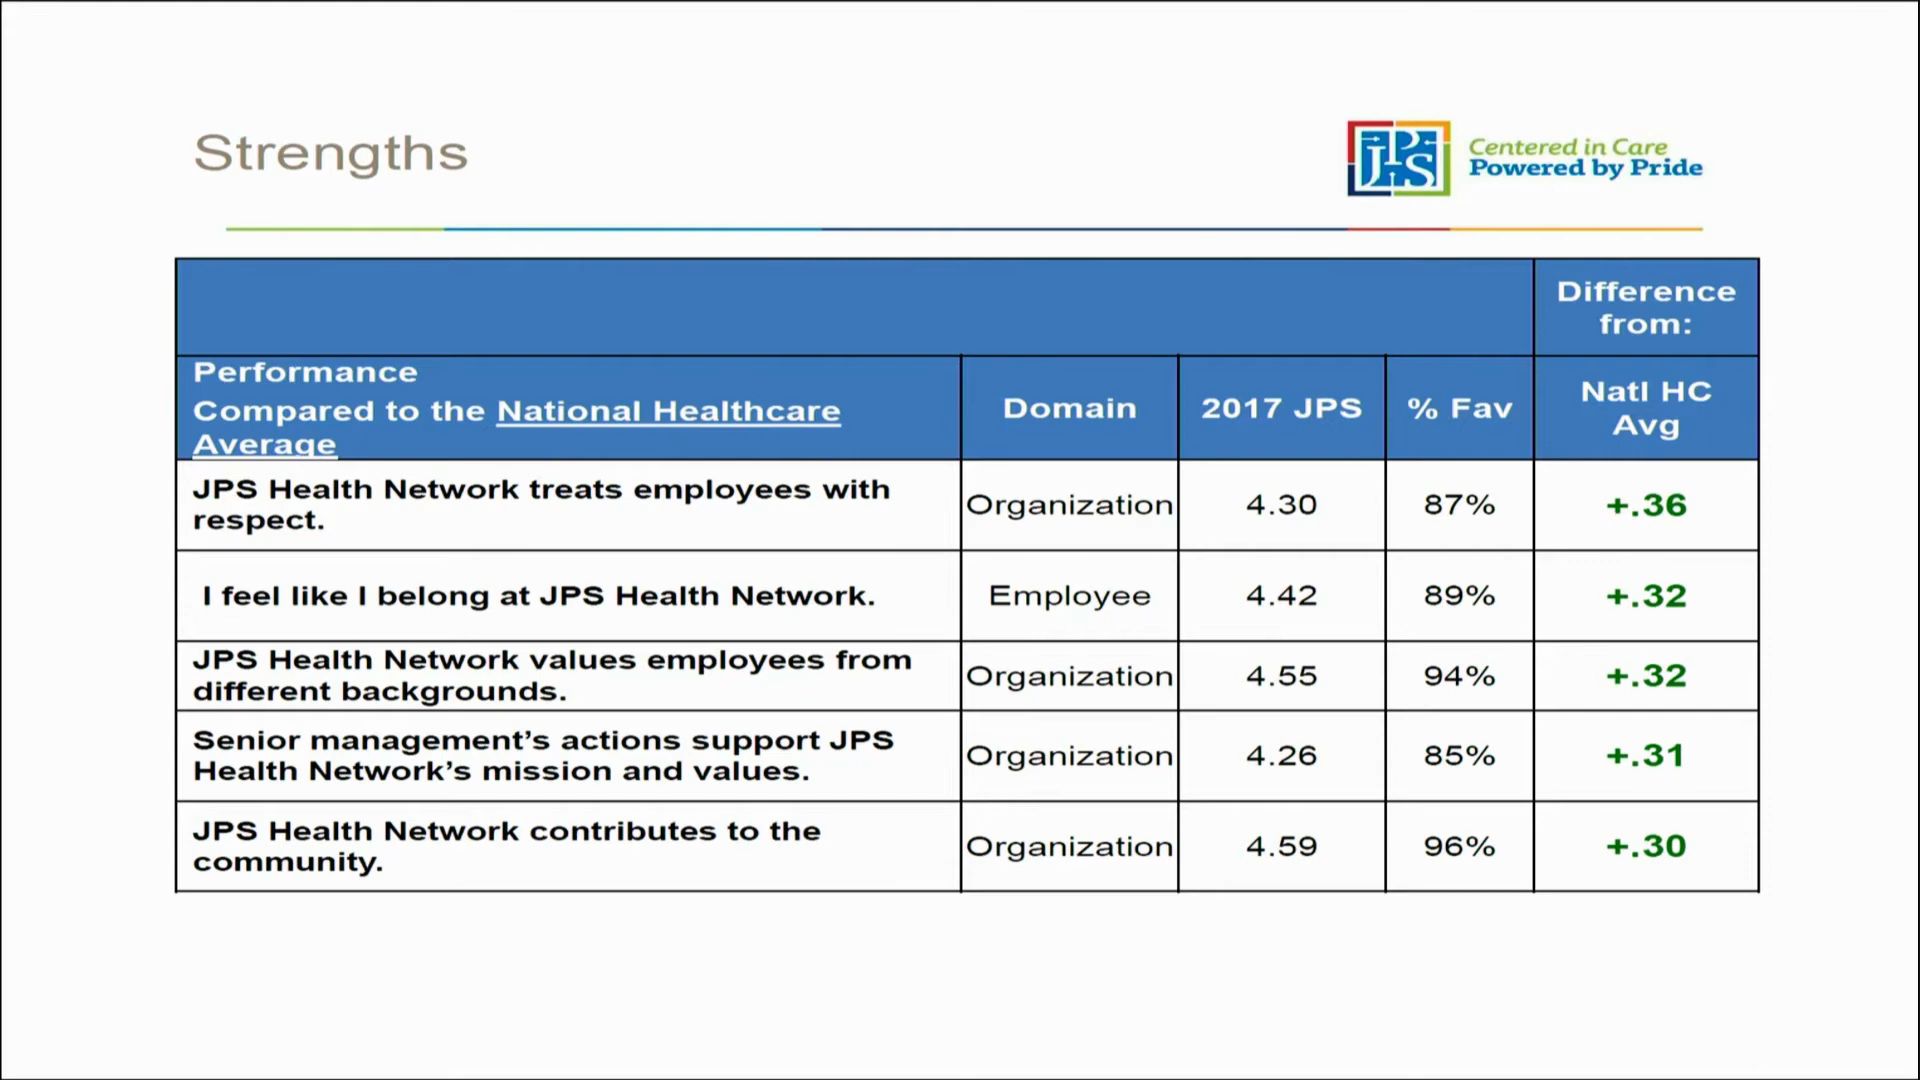 Strengths
JPS
Centered in Care
Powered by Pride
Difference
from:
Performance
Compared to the National Healthcare
Average
Domain
2017 JPS
% Fav
Natl HC
Avg
JPS Health Network treats employees with
respect.
Organization
4.30
87%
+.36
I feel like I belong at JPS Health Network.
Employee
4.42
89%
+.32
JPS Health Network values employees from
different backgrounds.
Organization
4.55
94%
+.32
Senior management’s actions support JPS
Health Network’s mission and values.
Organization
4.26
85%
+.31
JPS Health Network contributes to the
community.
Organization
4.59
96%
+.30